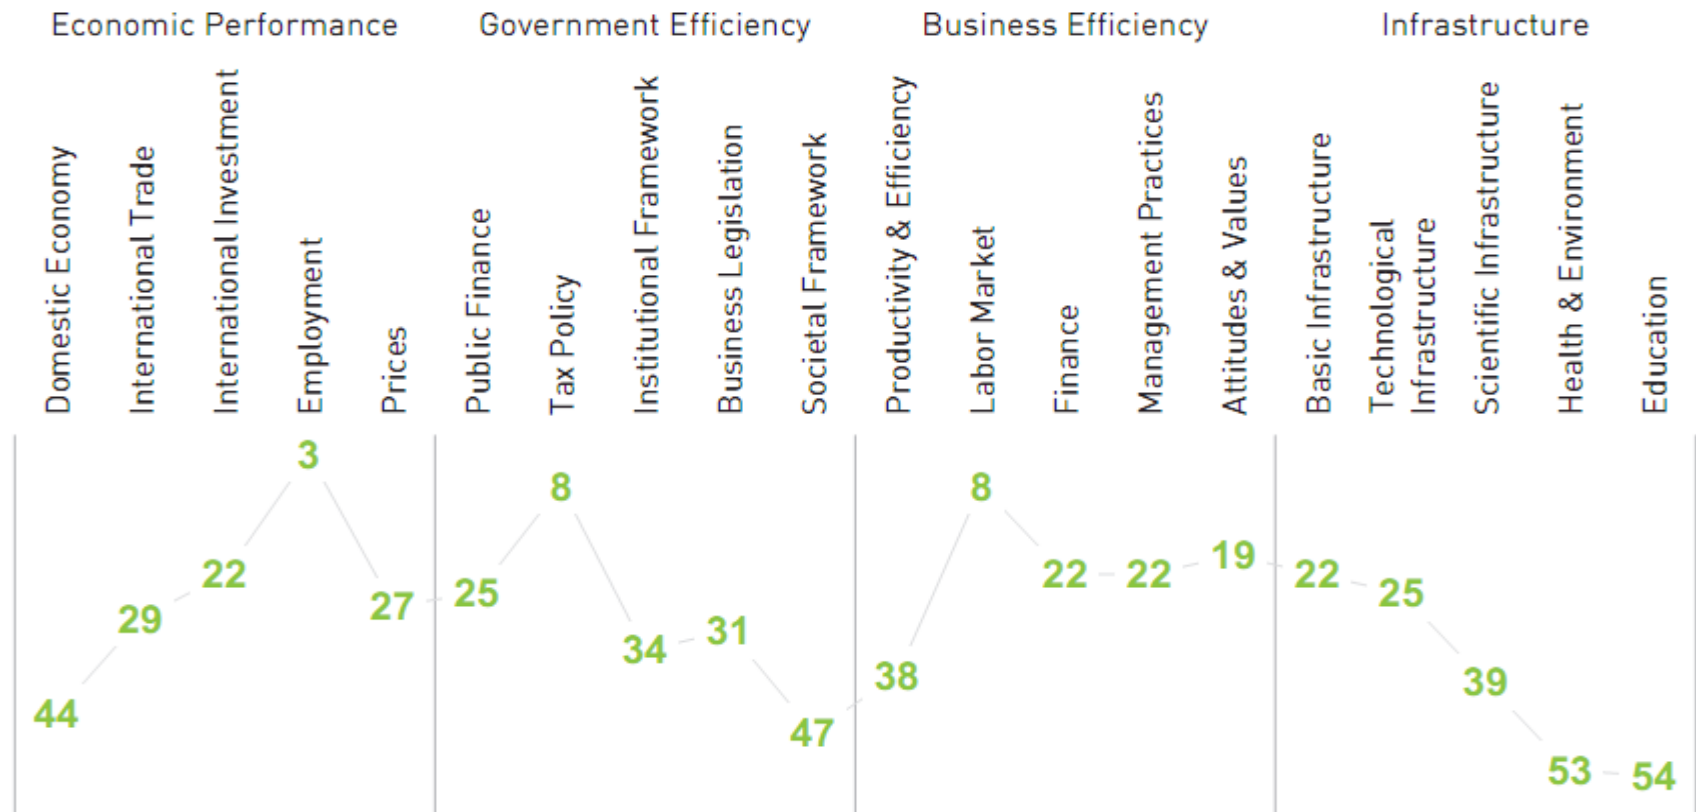 Economic Performance
Government Efficiency
Business Efficiency
Infrastructure
Domestic Economy
International Trade
International Investment
Employment
Prices
Public Finance
Tax Policy
Institutional Framework
Business Legislation
Societal Framework
Productivity & Efficiency
Labor Market
Finance
Management Practices
Attitudes & Values
Basic Infrastructure
Technological
Infrastructure
Scientific Infrastructure
Health & Environment
Education
44
29
22
3
27
25
8
34
31
47
38
8
22
22
19
22
25
39
53
54